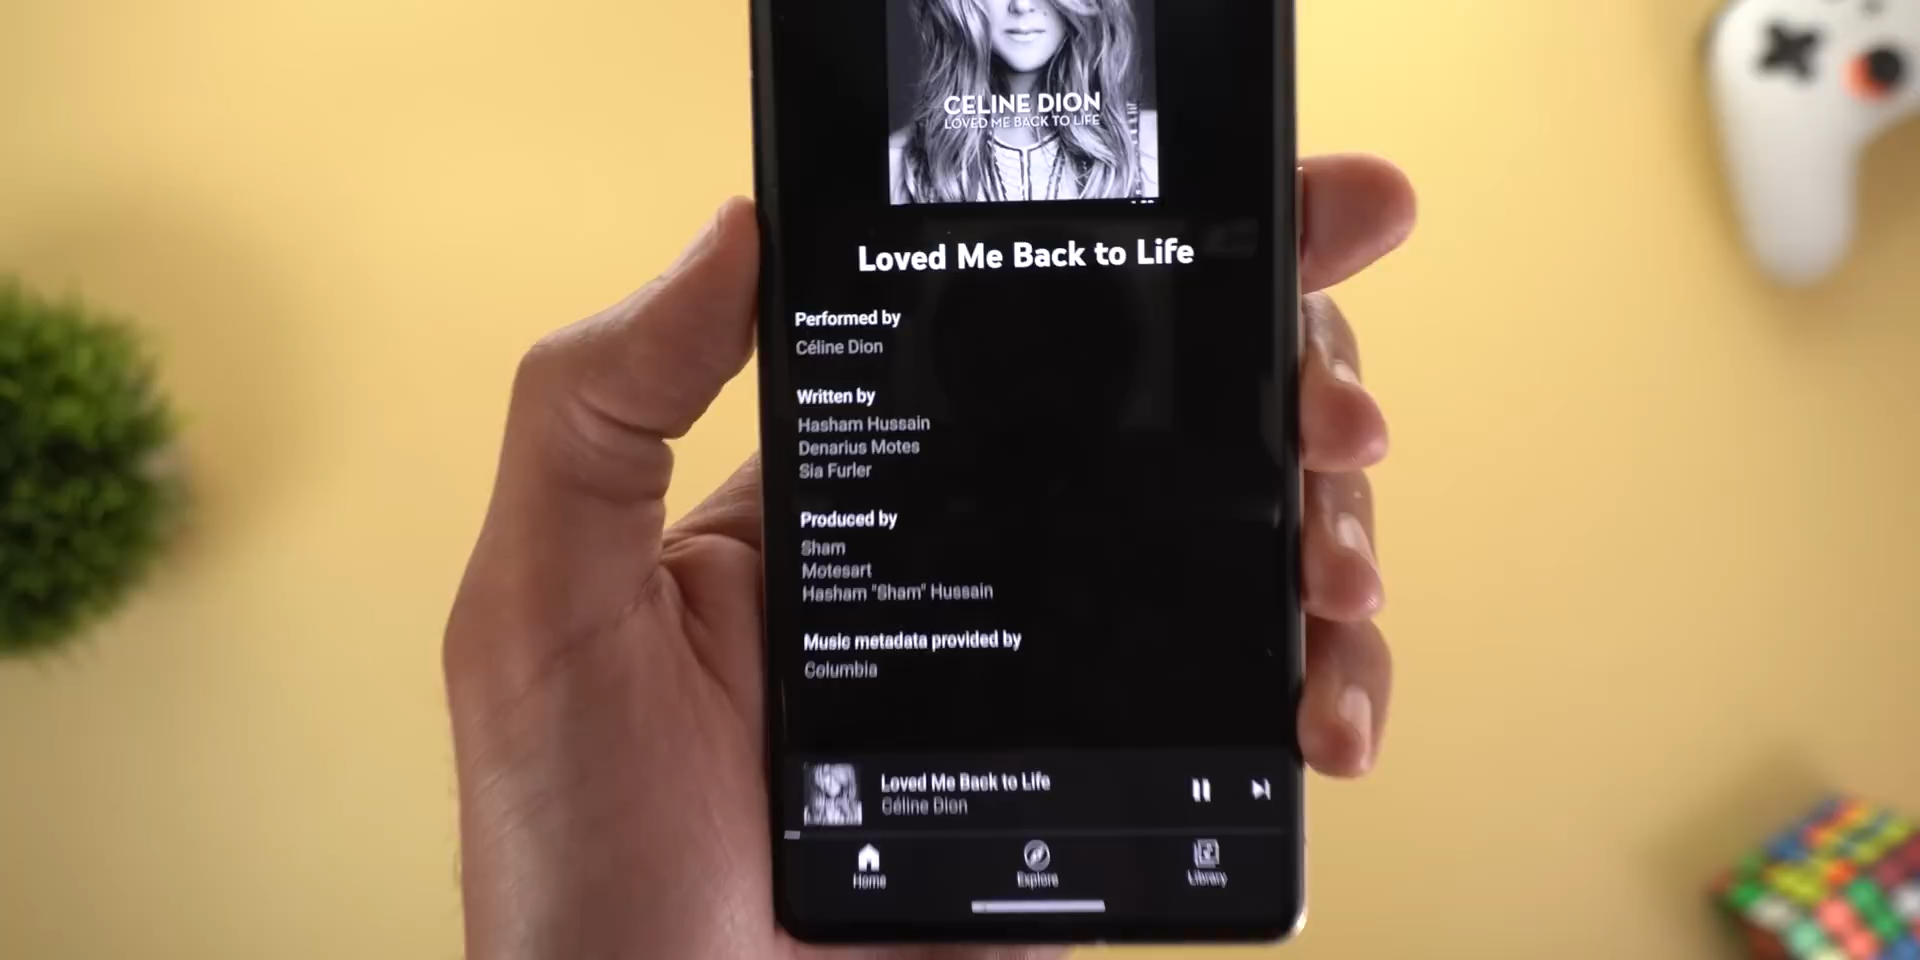 CELINE DION
LOVED ME BACK TO LIFE
Loved Me Back to Life
Performed by
Céline Dion
Written by
Hasham Hussain
Denarius Motes
Sia Furler
Produced by
Sham
Motesart
Hasham "Sham" Hussain
Music metadata provided by
Columbia
Loved Me Back to Life
Céline Dion
Home
Explore
Library